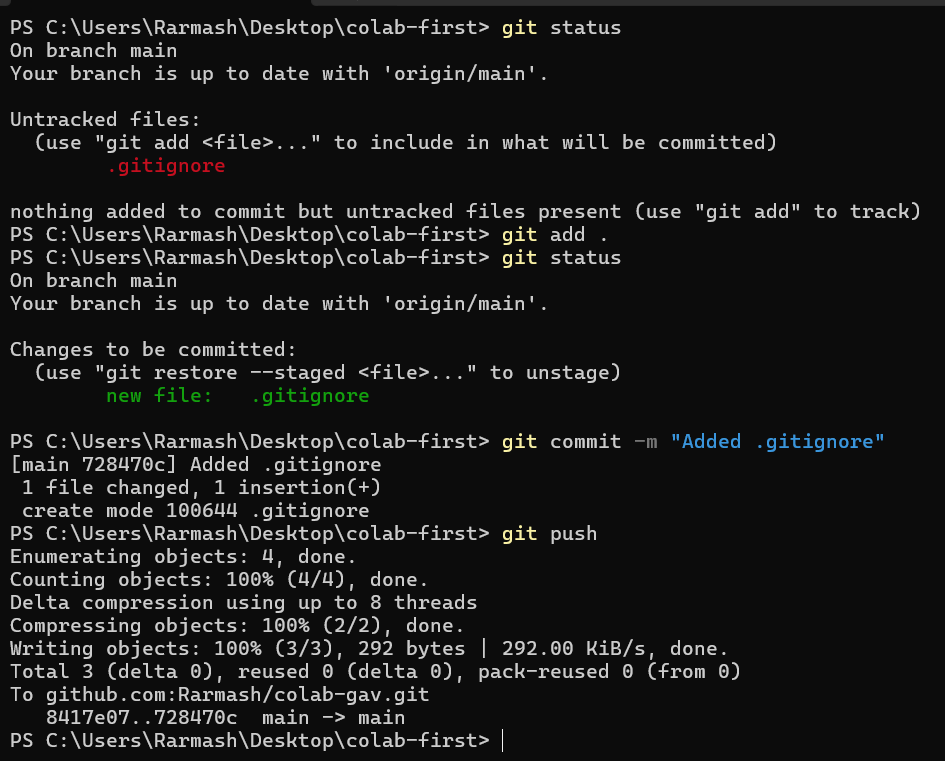 PS C:\Users\Rarmash\Desktop\colab-first> git status
On branch main
Your branch is up to date with 'origin/main'.

Untracked files:
  (use "git add <file>..." to include in what will be committed)
        .gitignore

nothing added to commit but untracked files present (use "git add" to track)
PS C:\Users\Rarmash\Desktop\colab-first> git add .
PS C:\Users\Rarmash\Desktop\colab-first> git status
On branch main
Your branch is up to date with 'origin/main'.

Changes to be committed:
  (use "git restore --staged <file>..." to unstage)
        new file:   .gitignore

PS C:\Users\Rarmash\Desktop\colab-first> git commit -m "Added .gitignore"
[main 728470c] Added .gitignore
 1 file changed, 1 insertion(+)
 create mode 100644 .gitignore
PS C:\Users\Rarmash\Desktop\colab-first> git push
Enumerating objects: 4, done.
Counting objects: 100% (4/4), done.
Delta compression using up to 8 threads
Compressing objects: 100% (2/2), done.
Writing objects: 100% (3/3), 292 bytes | 292.00 KiB/s, done.
Total 3 (delta 0), reused 0 (delta 0), pack-reused 0 (from 0)
To github.com:Rarmash/colab-gav.git
   8417e07..728470c  main -> main
PS C:\Users\Rarmash\Desktop\colab-first>